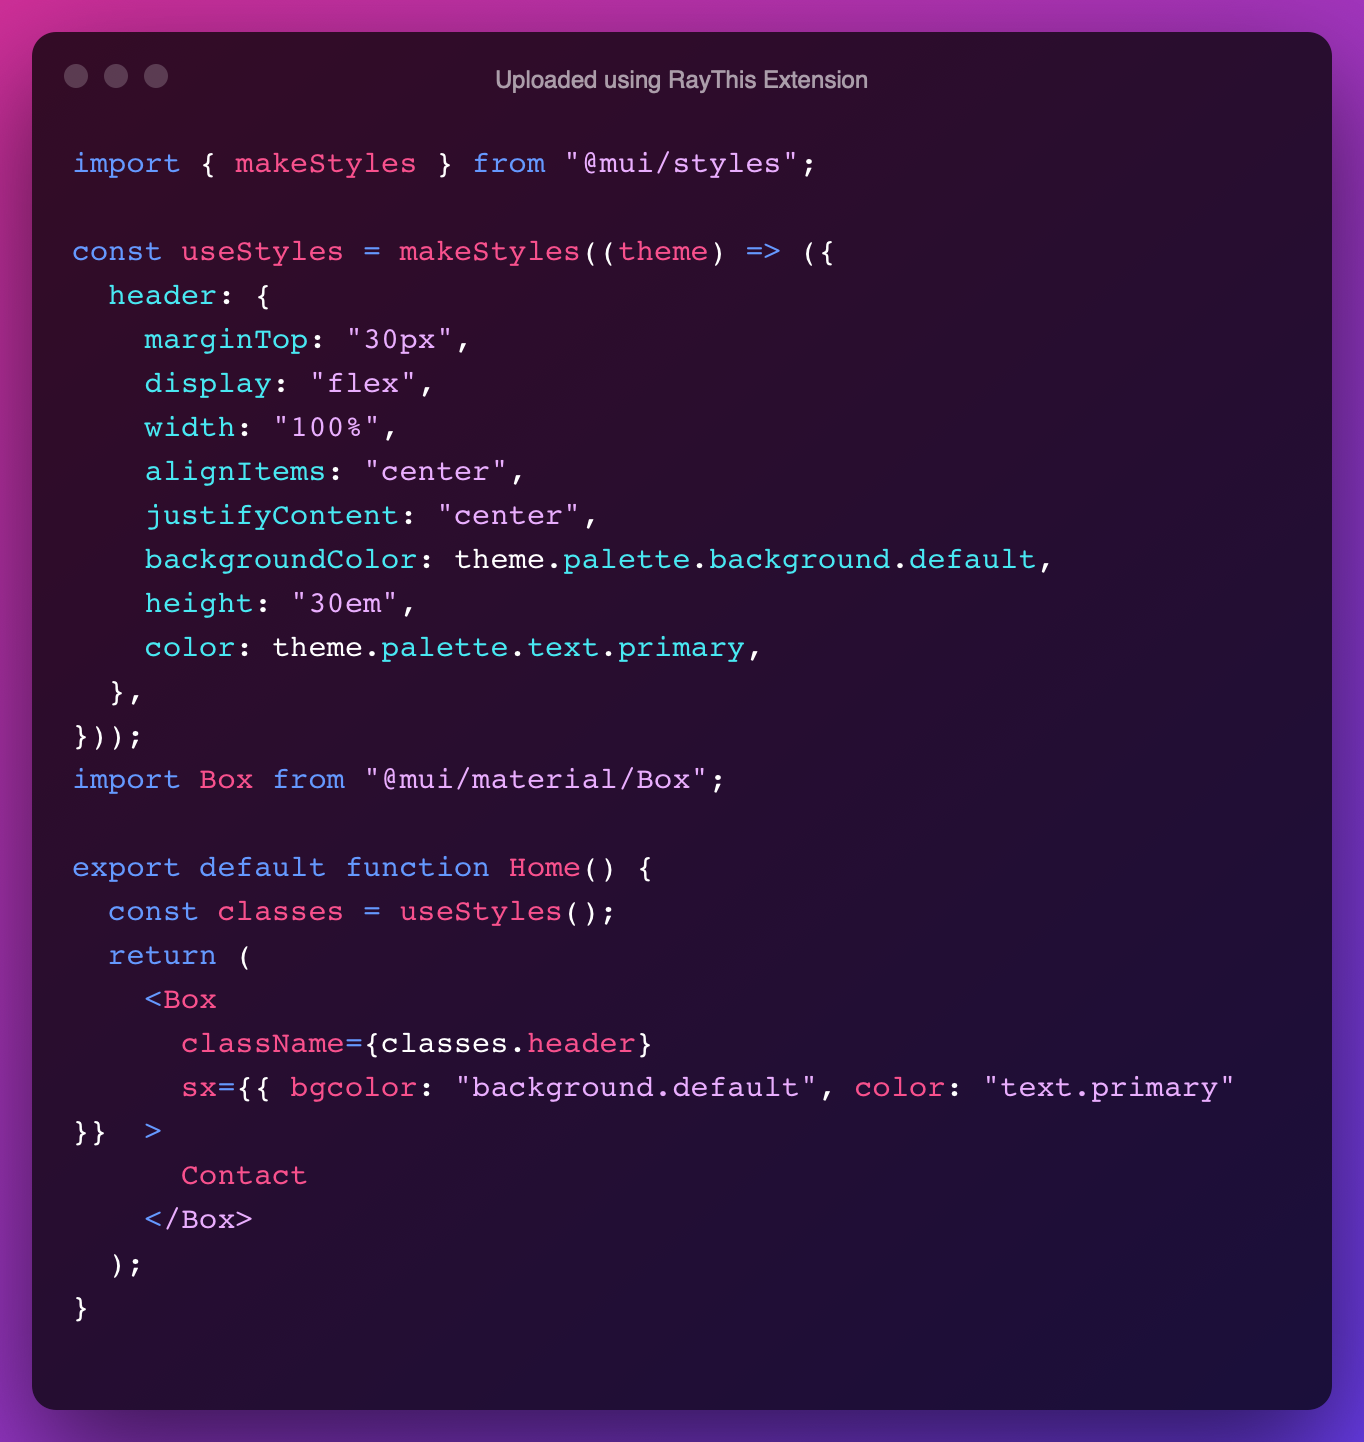 Uploaded using RayThis Extension
import { makeStyles } from "@mui/styles";
const useStyles = makeStyles((theme) => ({
  header: {
    marginTop: "30px",
    display: "flex",
    width: "100%",
    alignItems: "center",
    justifyContent: "center",
    backgroundColor: theme.palette.background.default,
    height: "30em",
    color: theme.palette.text.primary,
  },
}));
import Box from "@mui/material/Box";
export default function Home() {
  const classes = useStyles();
  return (
    <Box
      className={classes.header}
      sx={{ bgcolor: "background.default", color: "text.primary"
}}  >
      Contact
    </Box>
  );
}